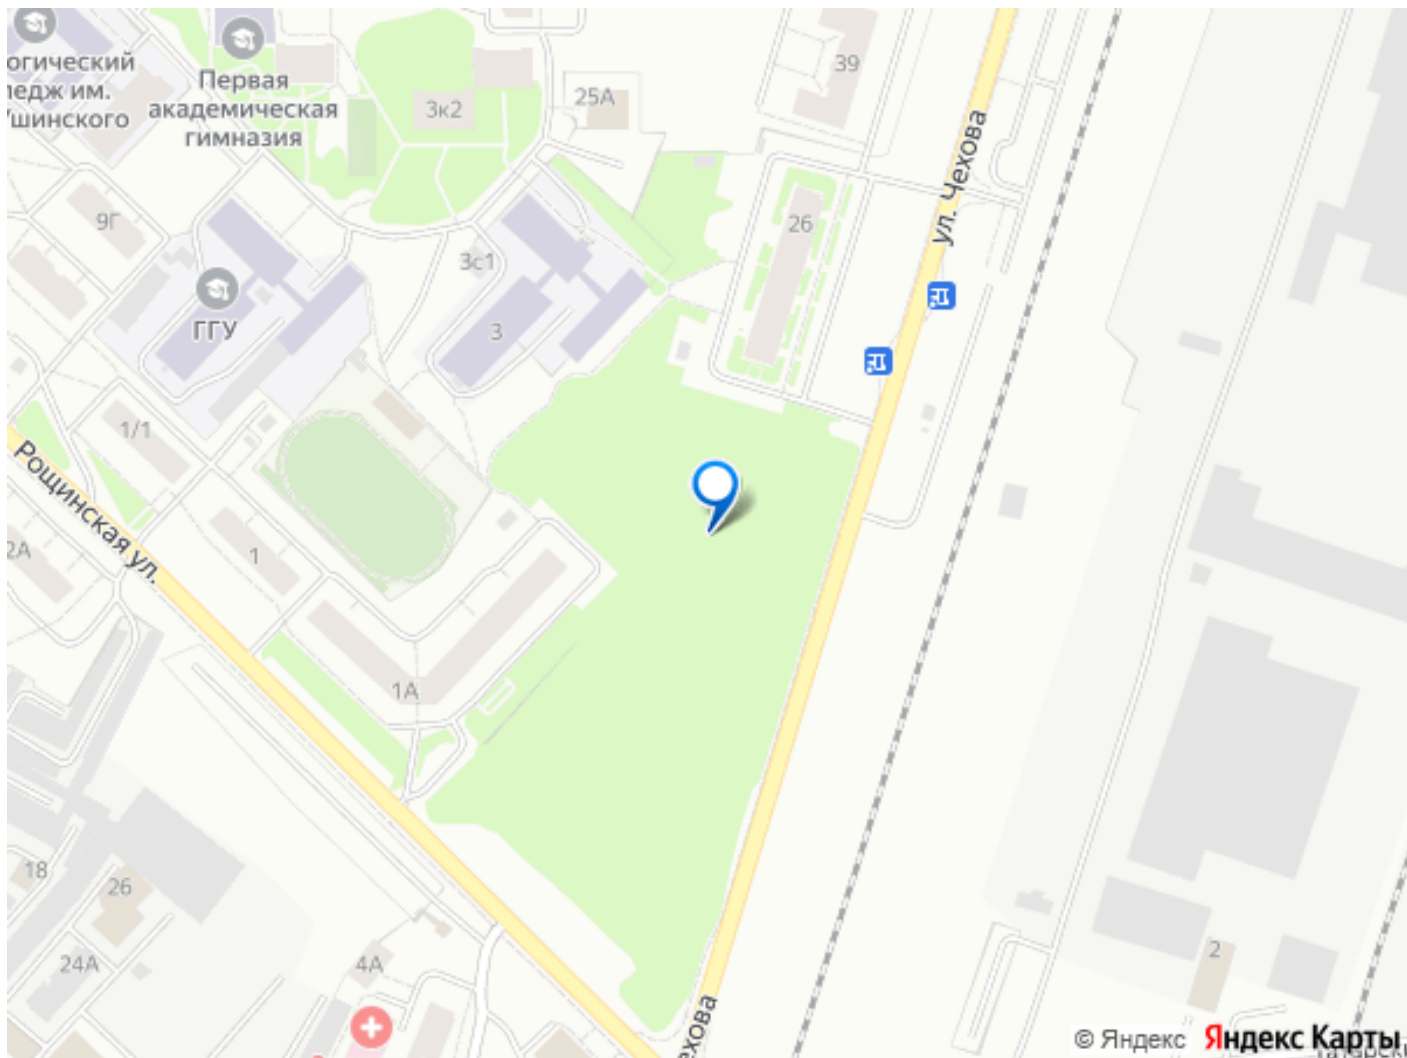 огический
ледж им.
Ушинского
Первая
академическая
гимназия
3к2
25А
39
9Г
3с1
26
ул. Чехова
ГГУ
3
1/1
Рощинская ул.
2А
1
1А
18
26
24А
4А
ехова
2
© Яндекс Яндекс Карты